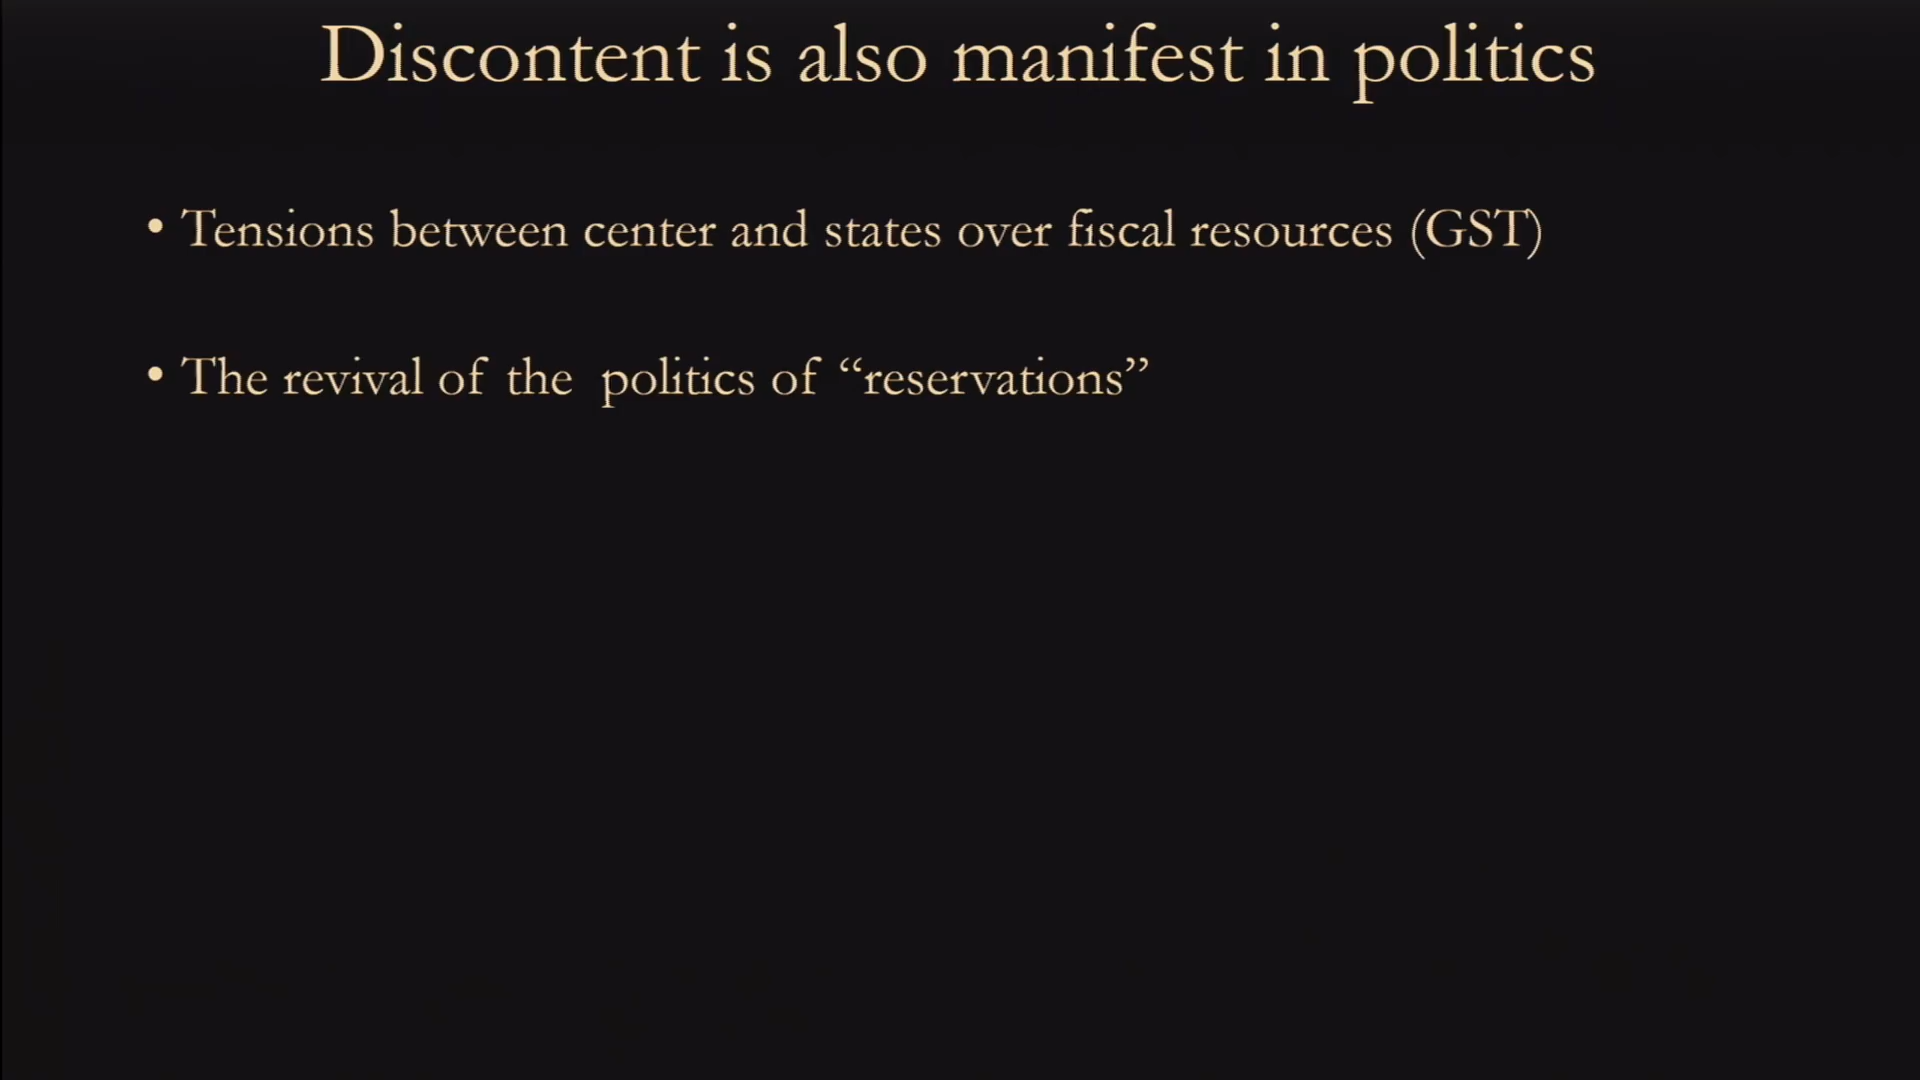 Discontent is also manifest in politics
• Tensions between center and states over fiscal resources (GST)
• The revival of the politics of “reservations”